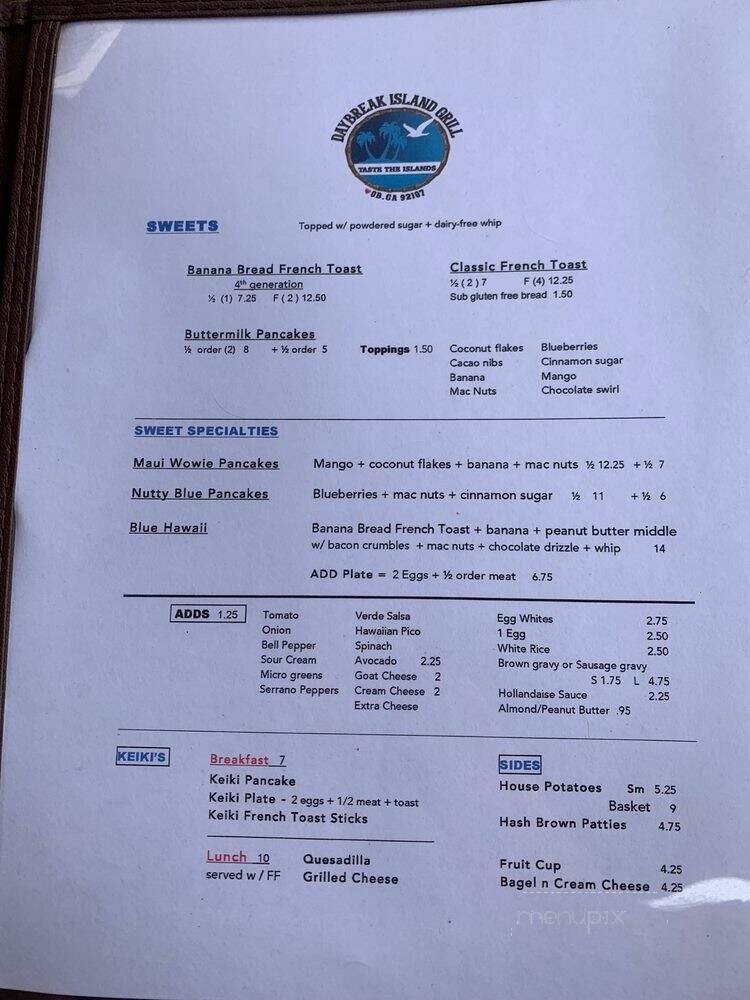 DAYBREAK ISLAND GRILL
TASTE THE ISLANDS
OB.CA 92107
SWEETS
Topped w/ powdered sugar + dairy-free whip
Banana Bread French Toast
4th generation
½ (1) 7.25 F ( 2 ) 12.50
Classic French Toast
½ ( 2 ) 7 F (4) 12.25
Sub gluten free bread 1.50
Buttermilk Pancakes
½ order (2) 8 + ½ order 5
Toppings 1.50
Coconut flakes
Cacao nibs
Banana
Mac Nuts
Blueberries
Cinnamon sugar
Mango
Chocolate swirl
SWEET SPECIALTIES
Maui Wowie Pancakes Mango + coconut flakes + banana + mac nuts ½ 12.25 + ½ 7
Nutty Blue Pancakes Blueberries + mac nuts + cinnamon sugar ½ 11 + ½ 6
Blue Hawaii Banana Bread French Toast + banana + peanut butter middle
w/ bacon crumbles + mac nuts + chocolate drizzle + whip 14
ADD Plate = 2 Eggs + ½ order meat 6.75
ADDS 1.25
Tomato
Onion
Bell Pepper
Sour Cream
Micro greens
Serrano Peppers
Verde Salsa
Hawaiian Pico
Spinach
Avocado 2.25
Goat Cheese 2
Cream Cheese 2
Extra Cheese
Egg Whites 2.75
1 Egg 2.50
White Rice 2.50
Brown gravy or Sausage gravy
S 1.75 L 4.75
Hollandaise Sauce 2.25
Almond/Peanut Butter .95
KEIKI'S
Breakfast 7
Keiki Pancake
Keiki Plate - 2 eggs + 1/2 meat + toast
Keiki French Toast Sticks
Lunch 10
served w / FF
Quesadilla
Grilled Cheese
SIDES
House Potatoes Sm 5.25
Basket 9
Hash Brown Patties 4.75
Fruit Cup 4.25
Bagel n Cream Cheese 4.25
menupix